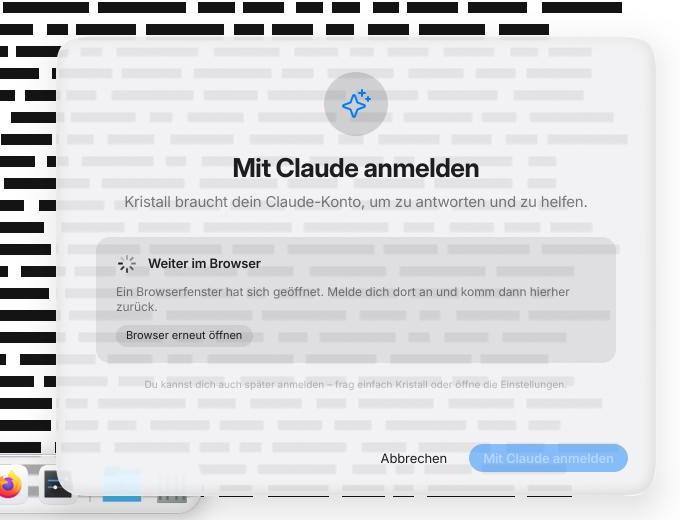 Mit Claude anmelden
Kristall braucht dein Claude-Konto, um zu antworten und zu helfen.
Weiter im Browser
Ein Browserfenster hat sich geöffnet. Melde dich dort an und komm dann hierher
zurück.
Browser erneut öffnen
Du kannst dich auch später anmelden – frag einfach Kristall oder öffne die Einstellungen.
Abbrechen
Mit Claude anmelden